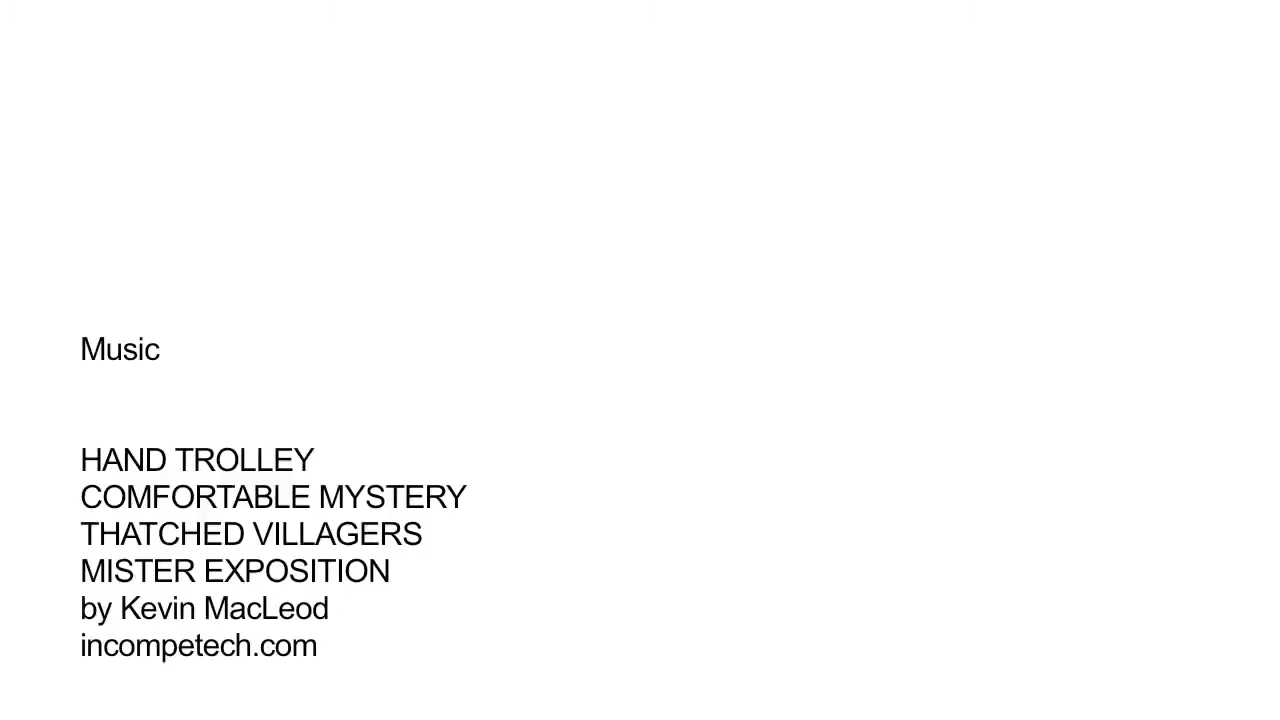 Music
HAND TROLLEY
COMFORTABLE MYSTERY
THATCHED VILLAGERS
MISTER EXPOSITION
by Kevin MacLeod
incompetech.com